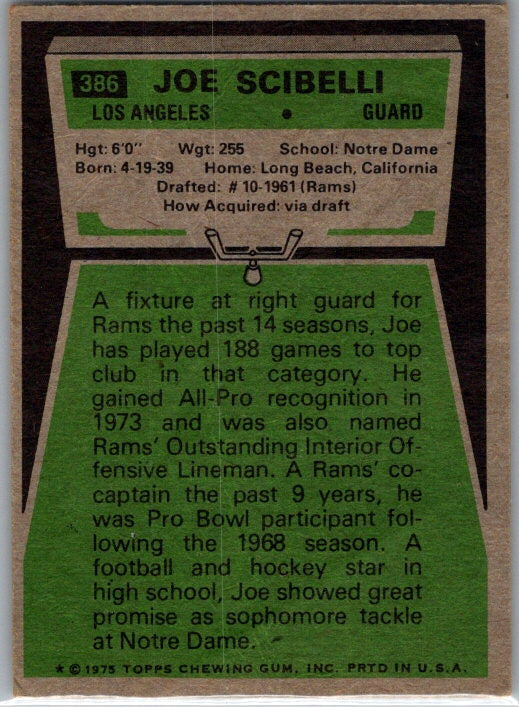 386 JOE SCIBELLI
LOS ANGELES • GUARD
Hgt: 6'0" Wgt: 255 School: Notre Dame
Born: 4-19-39 Home: Long Beach, California
Drafted: #10-1961 (Rams)
How Acquired: via draft
A fixture at right guard for
Rams the past 14 seasons, Joe
has played 188 games to top
club in that category. He
gained All-Pro recognition in
1973 and was also named
Rams' Outstanding Interior Of-
fensive Lineman. A Rams' co-
captain the past 9 years, he
was Pro Bowl participant fol-
lowing the 1968 season. A
football and hockey star in
high school, Joe showed great
promise as sophomore tackle
at Notre Dame.
★ © 1975 TOPPS CHEWING GUM, INC. PRTD IN U.S.A.